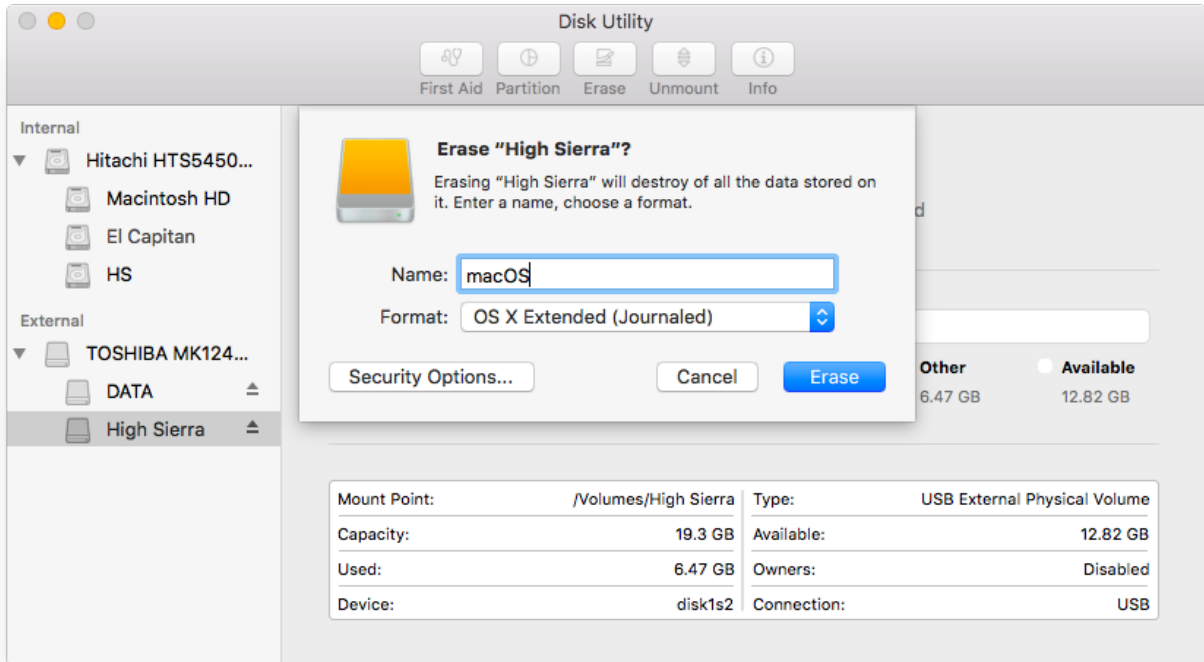 Disk Utility
First Aid Partition Erase Unmount Info
Internal
Hitachi HTS5450...
Macintosh HD
El Capitan
HS
External
TOSHIBA MK124...
DATA
High Sierra
Erase “High Sierra”?
Erasing “High Sierra” will destroy of all the data stored on
it. Enter a name, choose a format.
Name: macOS
Format: OS X Extended (Journaled)
Security Options... Cancel Erase
d
Other Available
6.47 GB 12.82 GB
Mount Point: /Volumes/High Sierra Type: USB External Physical Volume
Capacity: 19.3 GB Available: 12.82 GB
Used: 6.47 GB Owners: Disabled
Device: disk1s2 Connection: USB